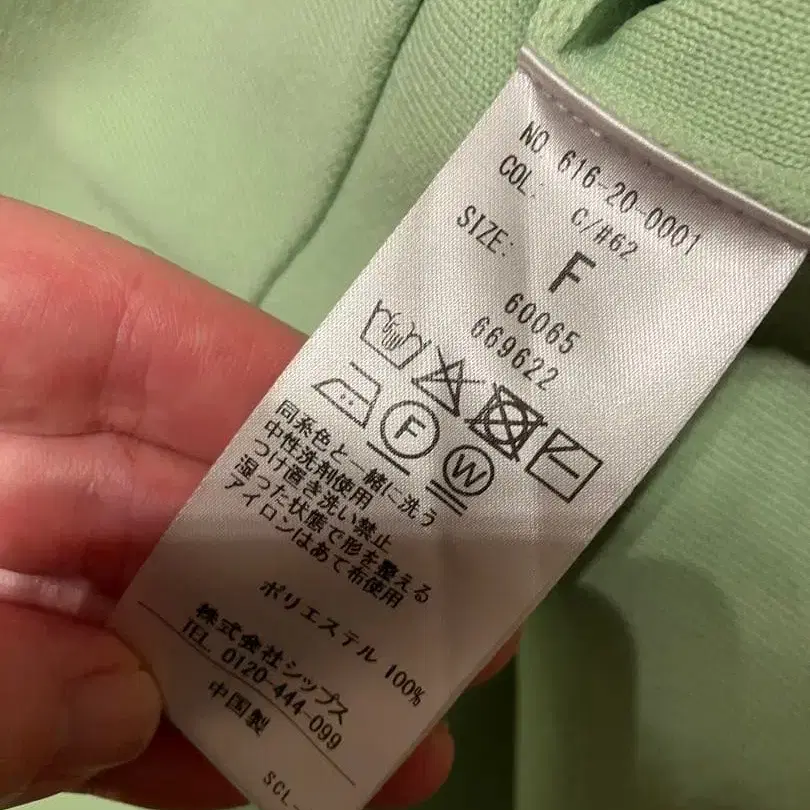 NO 616-20-0001
COL: C/#62
SIZE: F
60065
669622
F
W
同系色と一緒に洗う
中性洗剤使用
つけ置き洗い禁止
湿った状態で形を整える
アイロンはあて布使用
ポリエステル 100%
株式会社シップス
TEL. 0120-444-099
中国製
SCL-